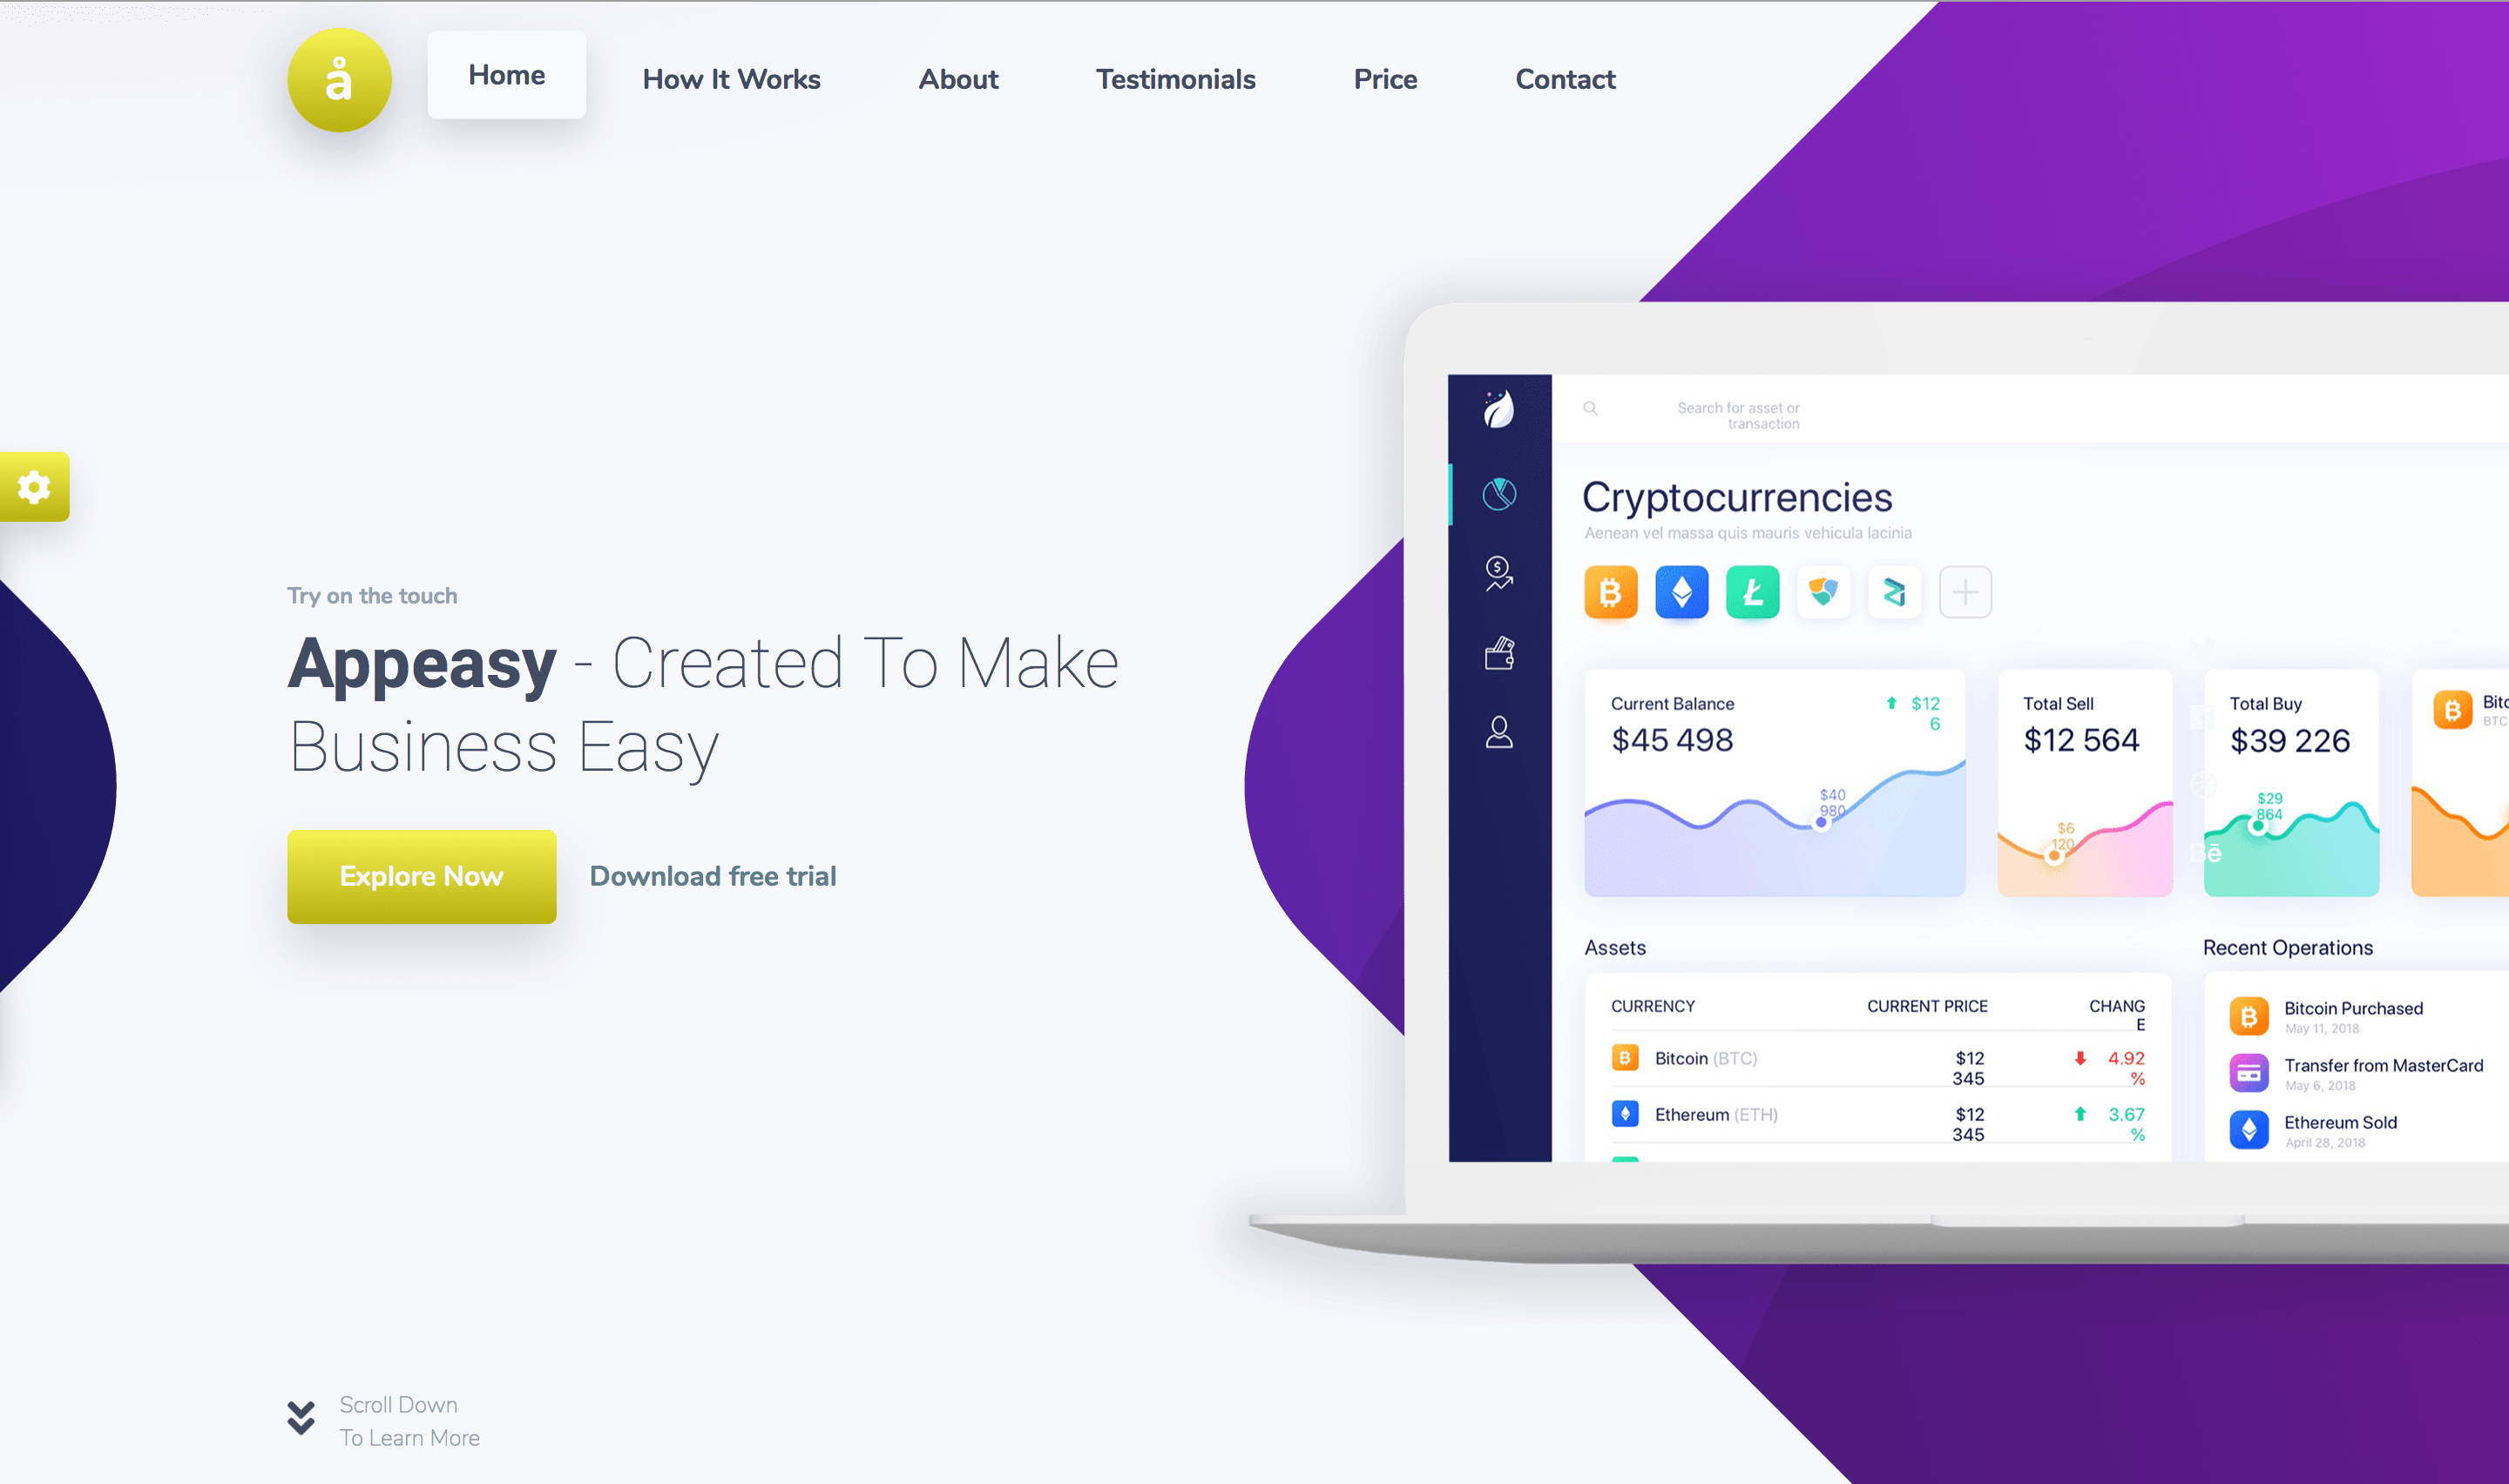 å
Home
How It Works
About
Testimonials
Price
Contact
Try on the touch
Appeasy - Created To Make
Business Easy
Explore Now
Download free trial
Scroll Down
To Learn More
Search for asset or
transaction
Cryptocurrencies
Aenean vel massa quis mauris vehicula lacinia
Current Balance
$12
6
$45 498
$40
980
Total Sell
$12 564
$6
120
Total Buy
$39 226
$29
864
Bē
Bitc
BTC
Assets
CURRENCY
CURRENT PRICE
CHANG
E
Bitcoin (BTC)
$12
345
4.92
%
Ethereum (ETH)
$12
345
3.67
%
Recent Operations
Bitcoin Purchased
May 11, 2018
Transfer from MasterCard
May 6, 2018
Ethereum Sold
April 28, 2018